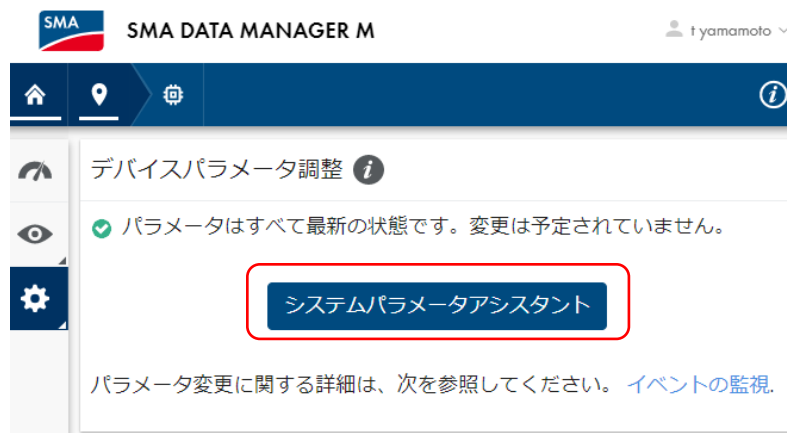 SMA
SMA DATA MANAGER M
t yamamoto
デバイスパラメータ調整
パラメータはすべて最新の状態です。変更は予定されていません。
システムパラメータアシスタント
パラメータ変更に関する詳細は、次を参照してください。 イベントの監視.